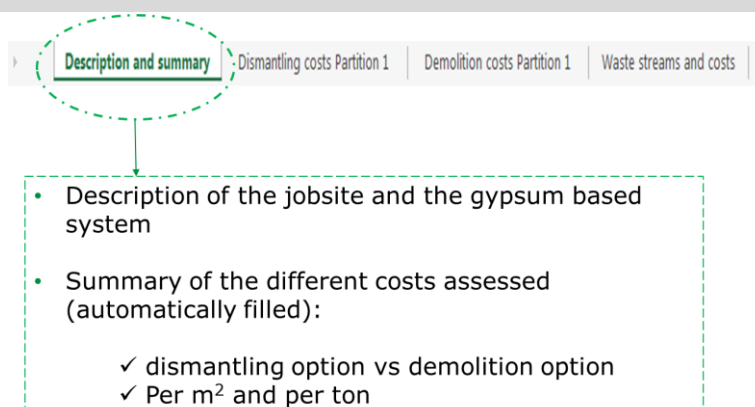 Description and summary Dismantling costs Partition 1 Demolition costs Partition 1 Waste streams and costs
• Description of the jobsite and the gypsum based
system
• Summary of the different costs assessed
(automatically filled):
✓ dismantling option vs demolition option
✓ Per m² and per ton